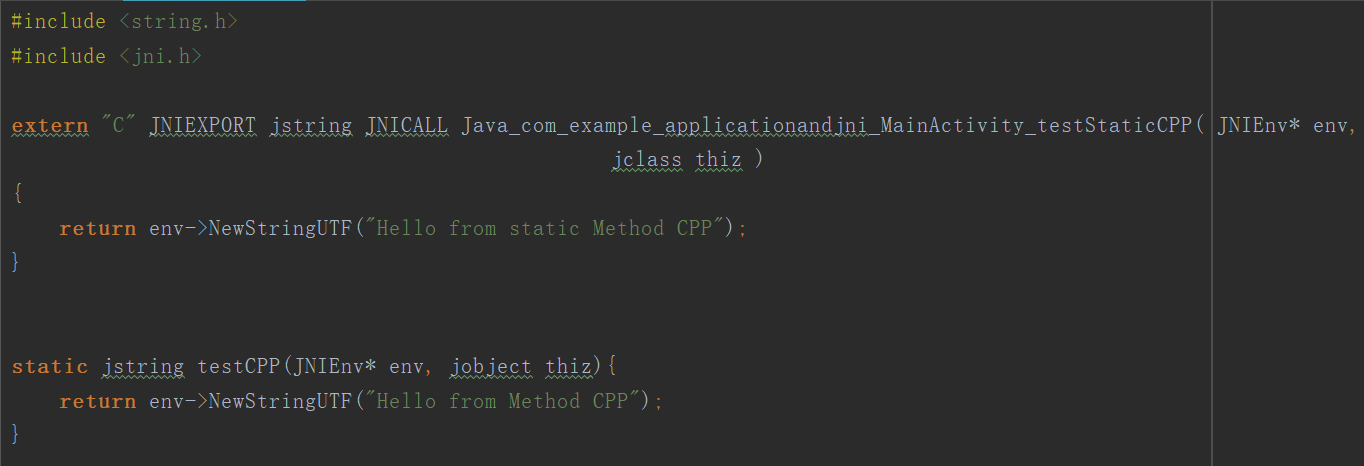 #include <string.h>
#include <jni.h>
extern "C" JNIEXPORT jstring JNICALL Java_com_example_applicationandjni_MainActivity_testStaticCPP( JNIEnv* env,
jclass thiz )
{
return env->NewStringUTF("Hello from static Method CPP");
}
static jstring testCPP(JNIEnv* env, jobject thiz){
return env->NewStringUTF("Hello from Method CPP");
}